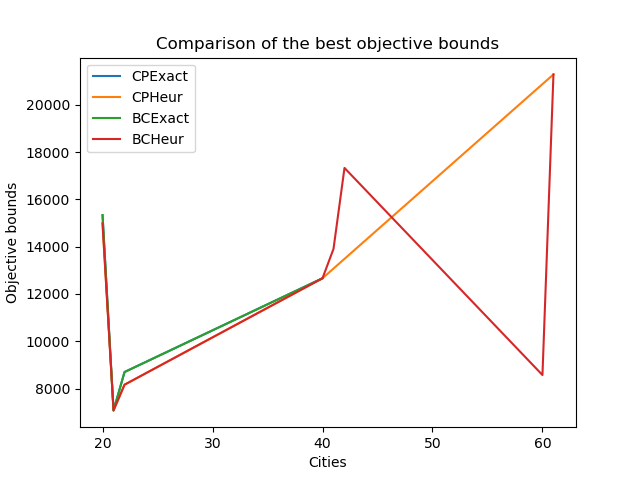 Comparison of the best objective bounds
CPExact
CPHeur
BCExact
BCHeur
20000
18000
16000
14000
12000
10000
8000
Objective bounds
20 30 40 50 60
Cities